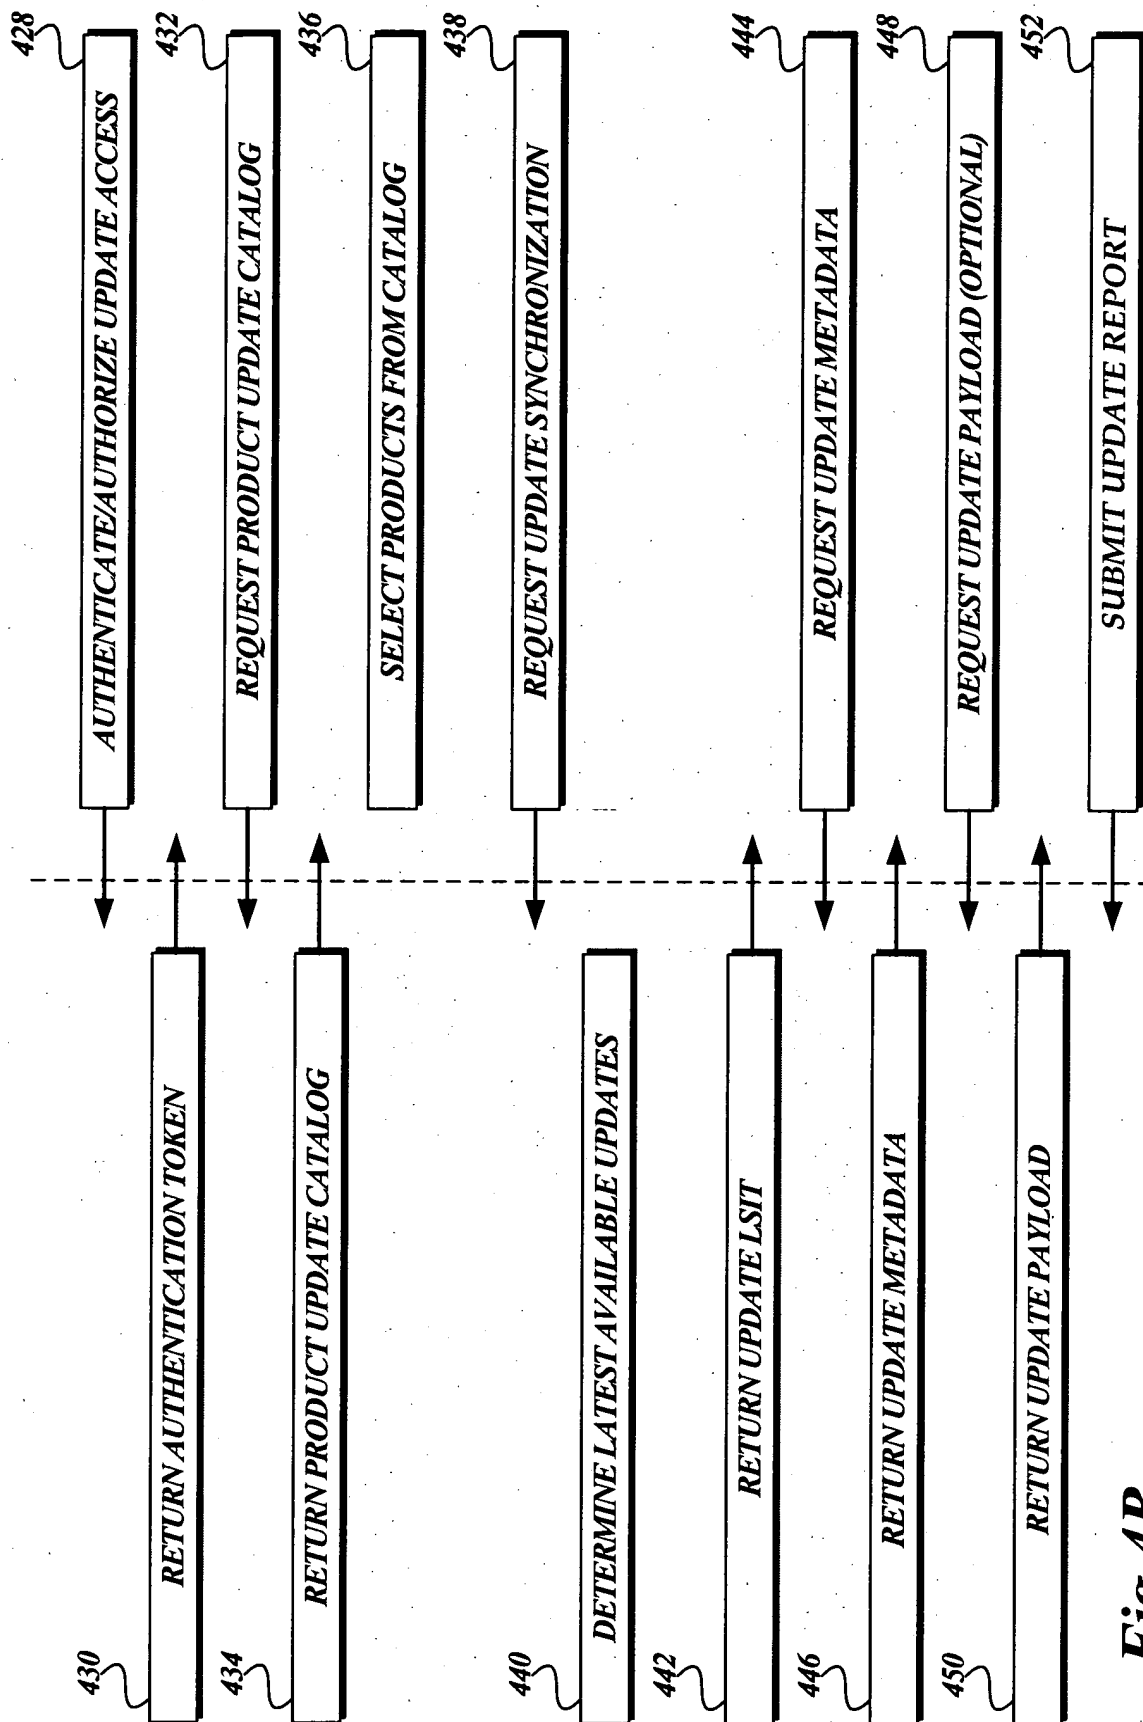 428
AUTHENTICATE/AUTHORIZE UPDATE ACCESS
430
RETURN AUTHENTICATION TOKEN
432
REQUEST PRODUCT UPDATE CATALOG
434
RETURN PRODUCT UPDATE CATALOG
436
SELECT PRODUCTS FROM CATALOG
438
REQUEST UPDATE SYNCHRONIZATION
440
DETERMINE LATEST AVAILABLE UPDATES
442
RETURN UPDATE LSIT
444
REQUEST UPDATE METADATA
446
RETURN UPDATE METADATA
448
REQUEST UPDATE PAYLOAD (OPTIONAL)
450
RETURN UPDATE PAYLOAD
452
SUBMIT UPDATE REPORT
Fig.4B